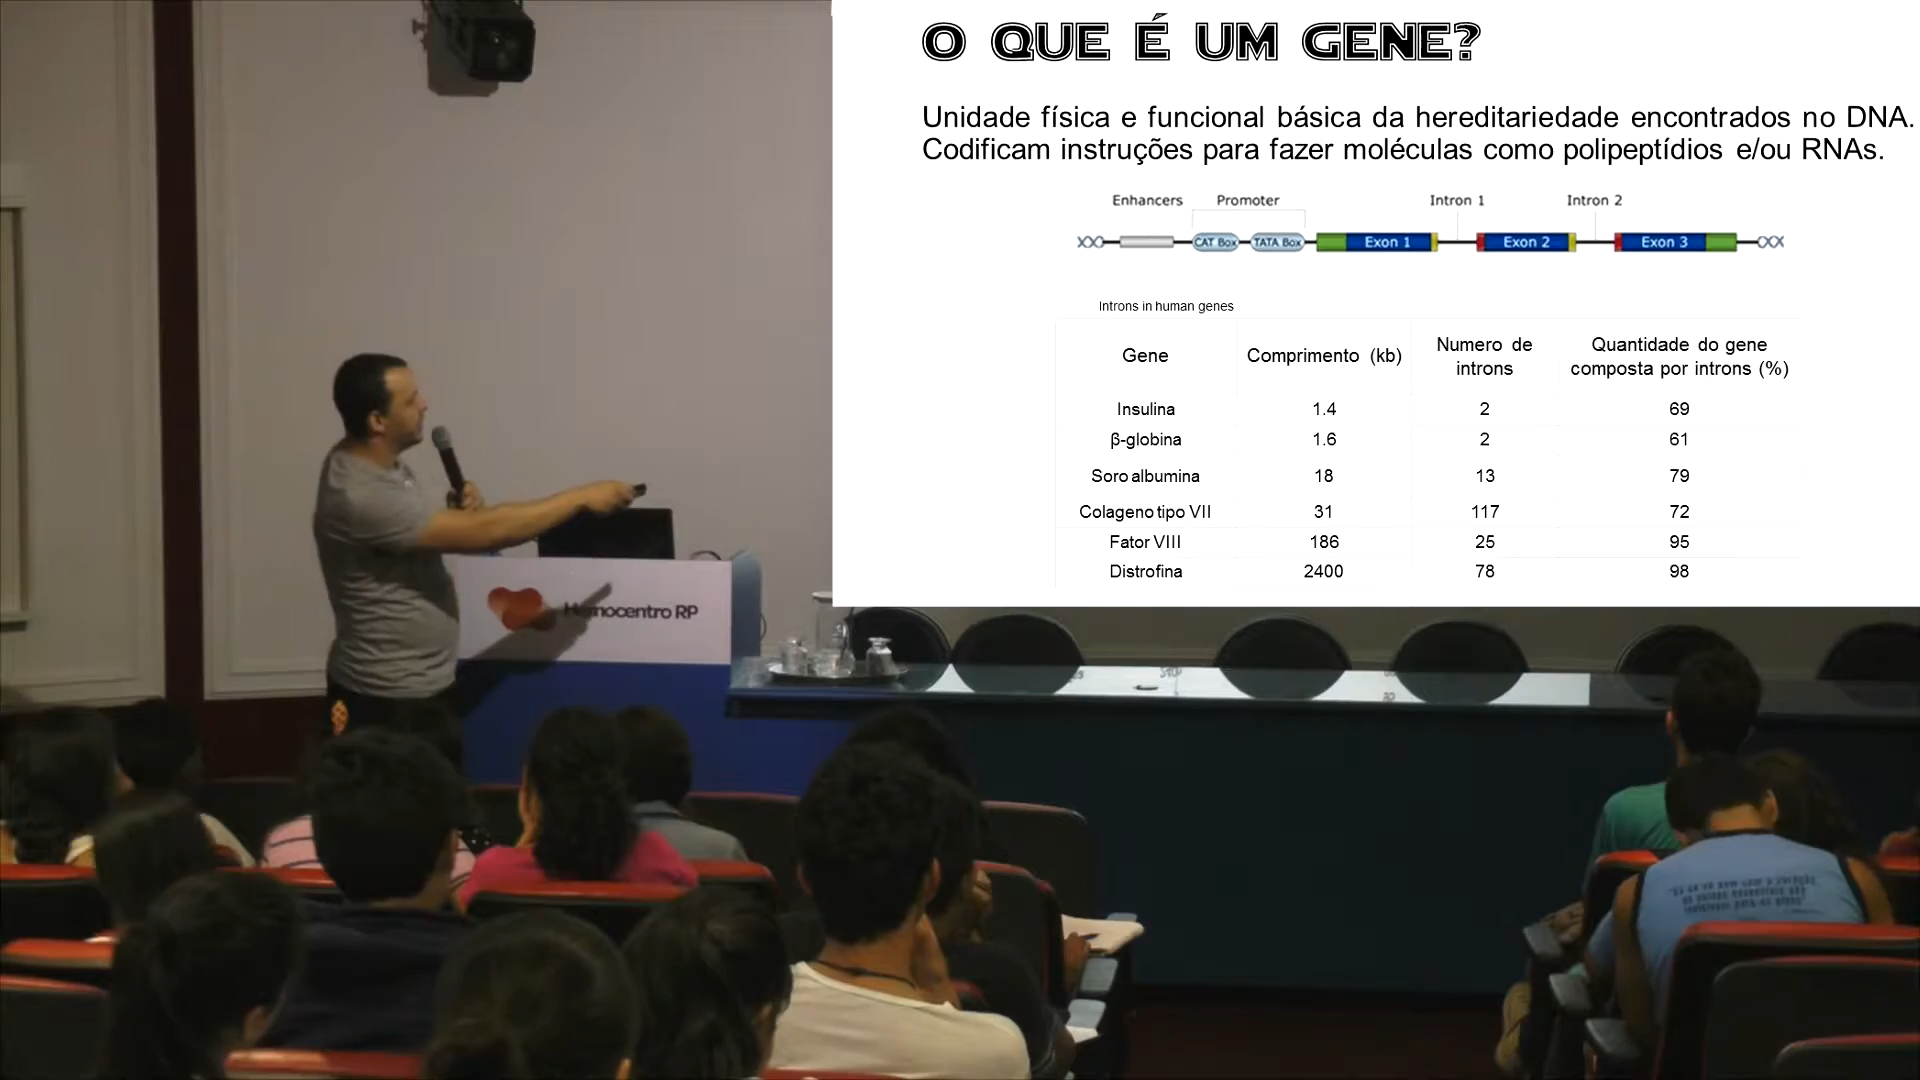 O QUE É UM GENE?
Unidade física e funcional básica da hereditariedade encontrados no DNA.
Codificam instruções para fazer moléculas como polipeptídios e/ou RNAs.
Enhancers Promoter Intron 1 Intron 2
CAT Box TATA Box Exon 1 Exon 2 Exon 3
Introns in human genes
Gene Comprimento (kb) Numero de introns Quantidade do gene composta por introns (%)
Insulina 1.4 2 69
β-globina 1.6 2 61
Soro albumina 18 13 79
Colageno tipo VII 31 117 72
Fator VIII 186 25 95
Distrofina 2400 78 98
Hemocentro RP